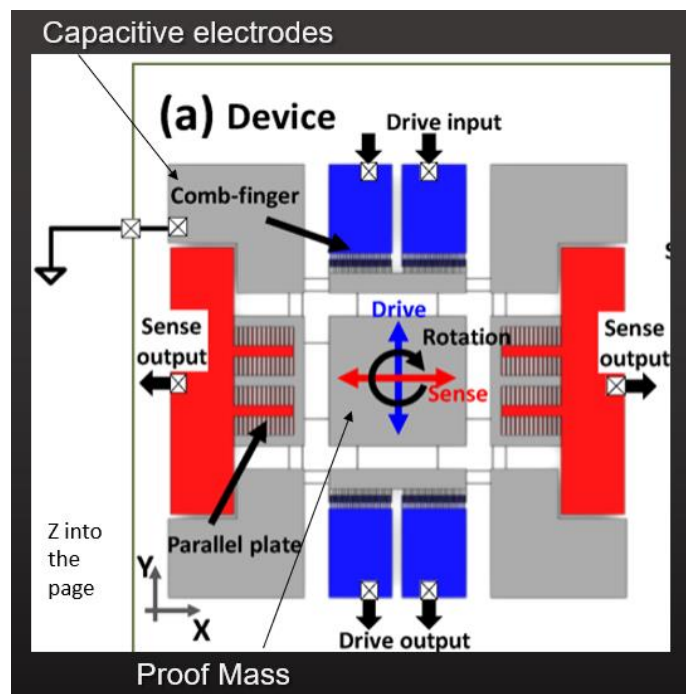 Capacitive electrodes
(a) Device
Drive input
Comb-finger
Drive
Rotation
Sense
output
Sense
Sense
output
Parallel plate
Z into
the
page
Y
X
Drive output
Proof Mass